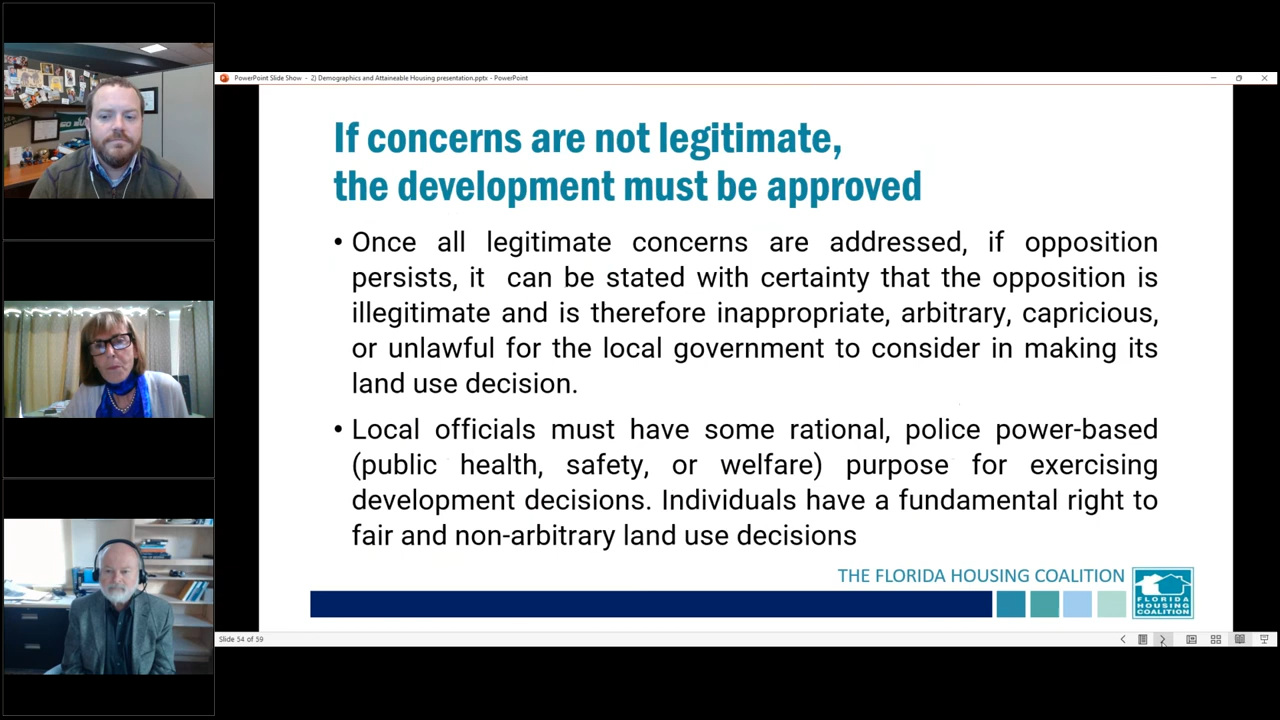 PowerPoint Slide Show - 2) Demographics and Attaineable Housing presentation.pptx - PowerPoint
If concerns are not legitimate,
the development must be approved
• Once all legitimate concerns are addressed, if opposition
persists, it can be stated with certainty that the opposition is
illegitimate and is therefore inappropriate, arbitrary, capricious,
or unlawful for the local government to consider in making its
land use decision.
• Local officials must have some rational, police power-based
(public health, safety, or welfare) purpose for exercising
development decisions. Individuals have a fundamental right to
fair and non-arbitrary land use decisions
THE FLORIDA HOUSING COALITION
FLORIDA
HOUSING
COALITION
Slide 54 of 59